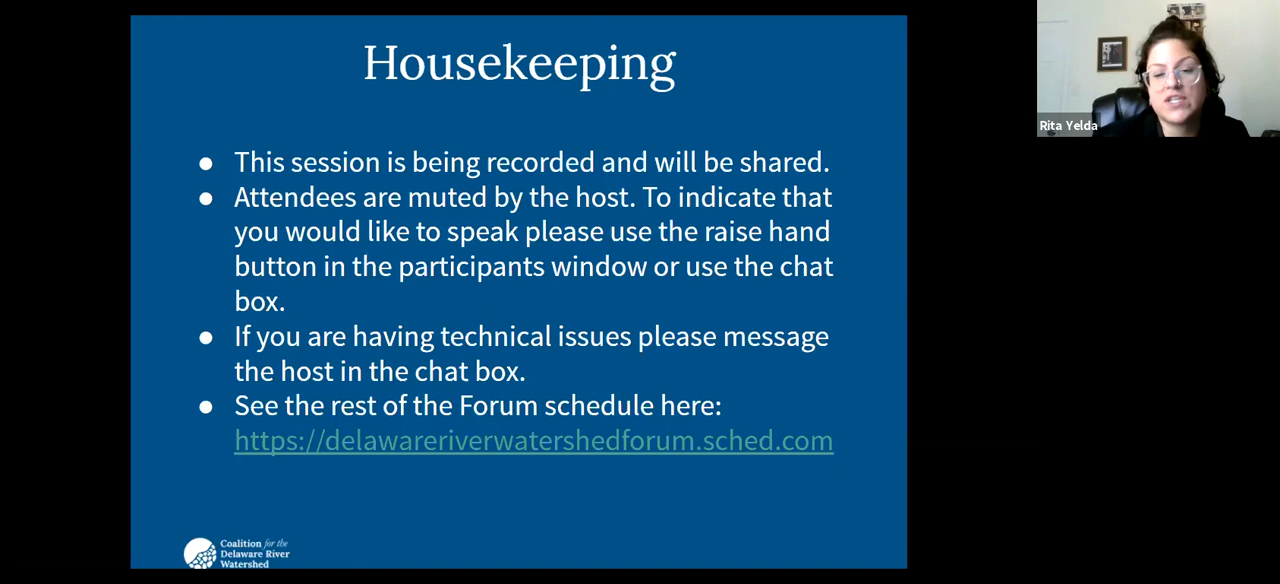 Housekeeping
● This session is being recorded and will be shared.
● Attendees are muted by the host. To indicate that
you would like to speak please use the raise hand
button in the participants window or use the chat
box.
● If you are having technical issues please message
the host in the chat box.
● See the rest of the Forum schedule here:
https://delawareriverwatershedforum.sched.com
Coalition for the
Delaware River
Watershed
Rita Yelda